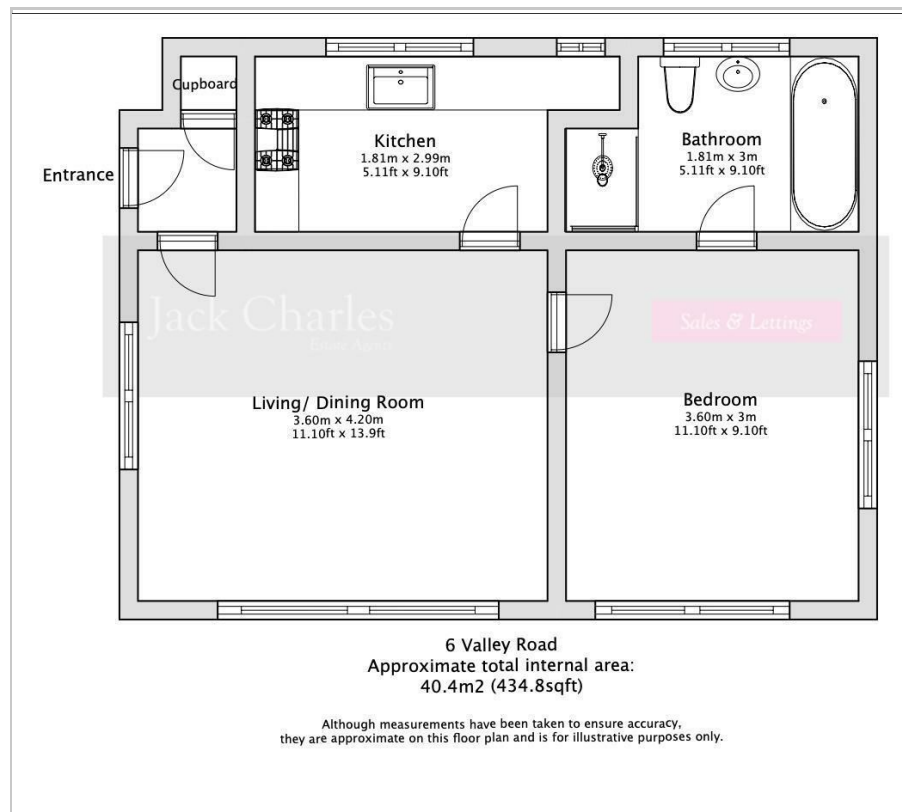 Cupboard
Kitchen
1.81m x 2.99m
5.11ft x 9.10ft
Bathroom
1.81m x 3m
5.11ft x 9.10ft
Entrance
Jack Charles
Estate Agent
Sales & Lettings
Living/ Dining Room
3.60m x 4.20m
11.10ft x 13.9ft
Bedroom
3.60m x 3m
11.10ft x 9.10ft
6 Valley Road
Approximate total internal area:
40.4m2 (434.8sqft)
Although measurements have been taken to ensure accuracy,
they are approximate on this floor plan and is for illustrative purposes only.